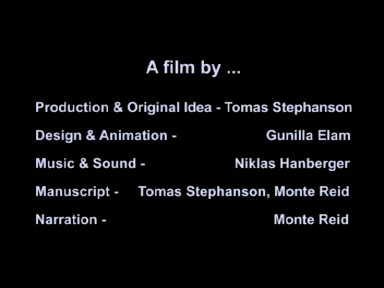 A film by ...
Production & Original Idea - Tomas Stephanson
Design & Animation - Gunilla Elam
Music & Sound - Niklas Hanberger
Manuscript - Tomas Stephanson, Monte Reid
Narration - Monte Reid